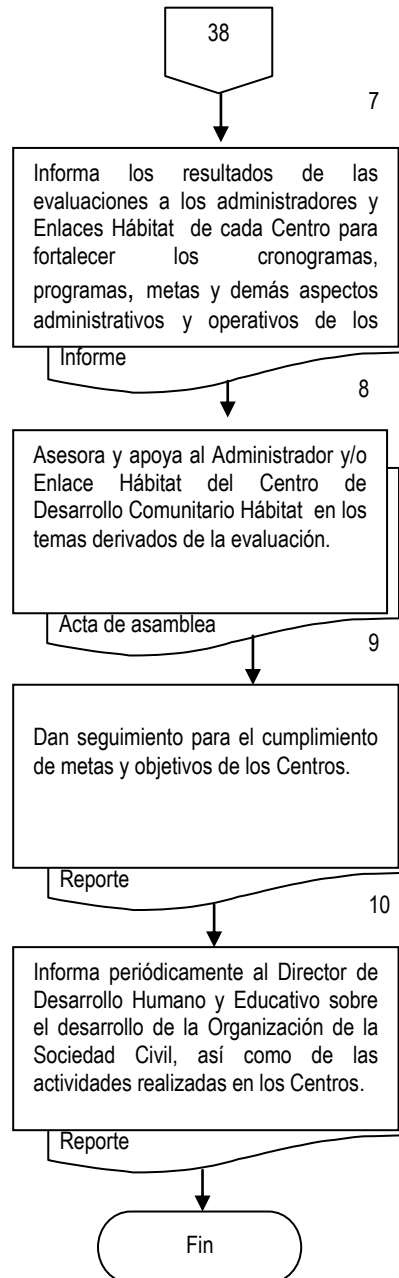 38
7
Informa los resultados de las
evaluaciones a los administradores y
Enlaces Hábitat de cada Centro para
fortalecer los cronogramas,
programas, metas y demás aspectos
administrativos y operativos de los
Informe
8
Asesora y apoya al Administrador y/o
Enlace Hábitat del Centro de
Desarrollo Comunitario Hábitat en los
temas derivados de la evaluación.
Acta de asamblea
9
Dan seguimiento para el cumplimiento
de metas y objetivos de los Centros.
Reporte
10
Informa periódicamente al Director de
Desarrollo Humano y Educativo sobre
el desarrollo de la Organización de la
Sociedad Civil, así como de las
actividades realizadas en los Centros.
Reporte
Fin